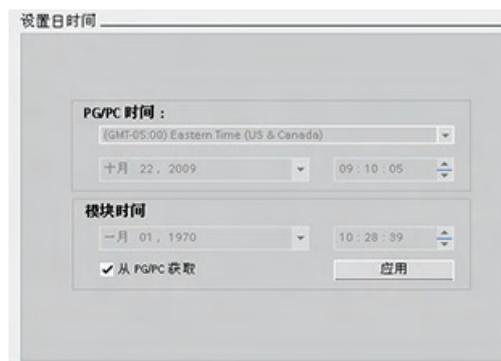 设置日时间
PG/PC 时间：
(GMT-05:00) Eastern Time (US & Canada)
十月 22, 2009
09 : 10 : 05
模块时间
一月 01, 1970
10 : 28 : 39
从 PG/PC 获取
应用